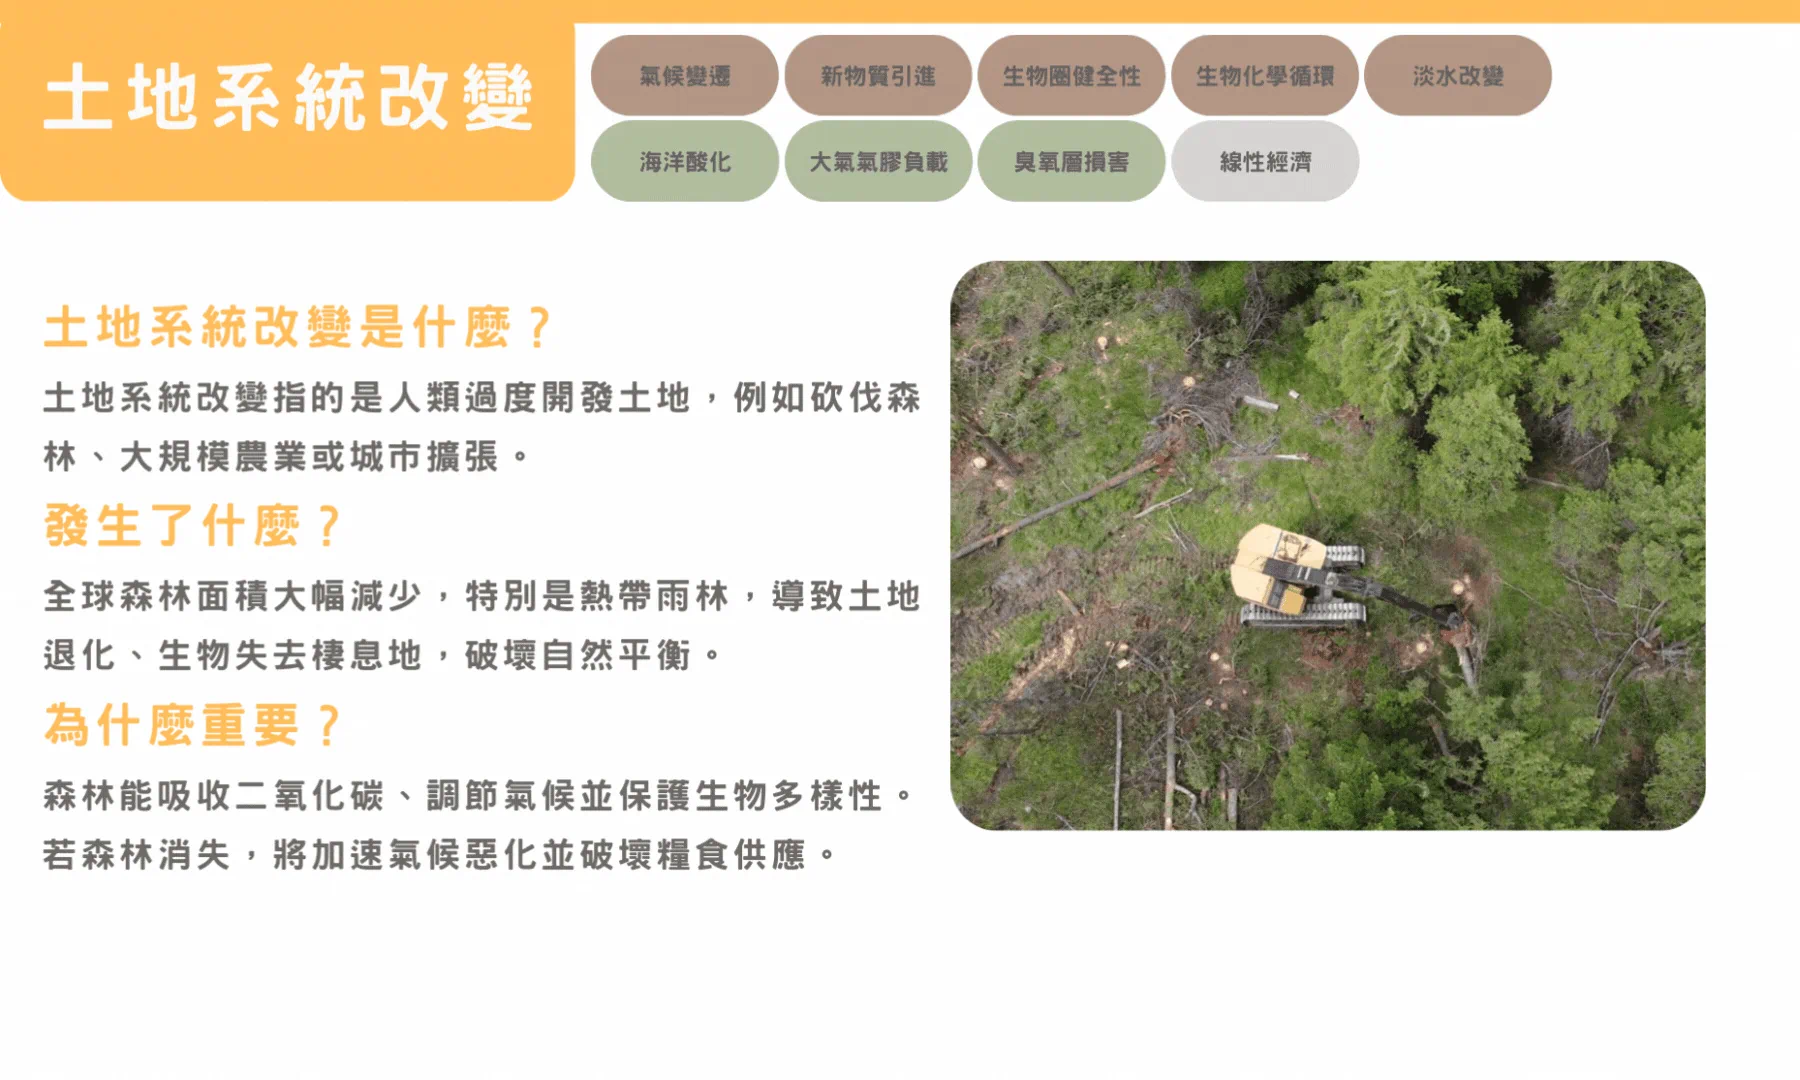 土地系統改變
氣候變遷
新物質引進
生物圈健全性
生物化學循環
淡水改變
海洋酸化
大氣氣膠負載
臭氧層損害
線性經濟
土地系統改變是什麼？
土地系統改變指的是人類過度開發土地，例如砍伐森
林、大規模農業或城市擴張。
發生了什麼？
全球森林面積大幅減少，特別是熱帶雨林，導致土地
退化、生物失去棲息地，破壞自然平衡。
為什麼重要？
森林能吸收二氧化碳、調節氣候並保護生物多樣性。
若森林消失，將加速氣候惡化並破壞糧食供應。